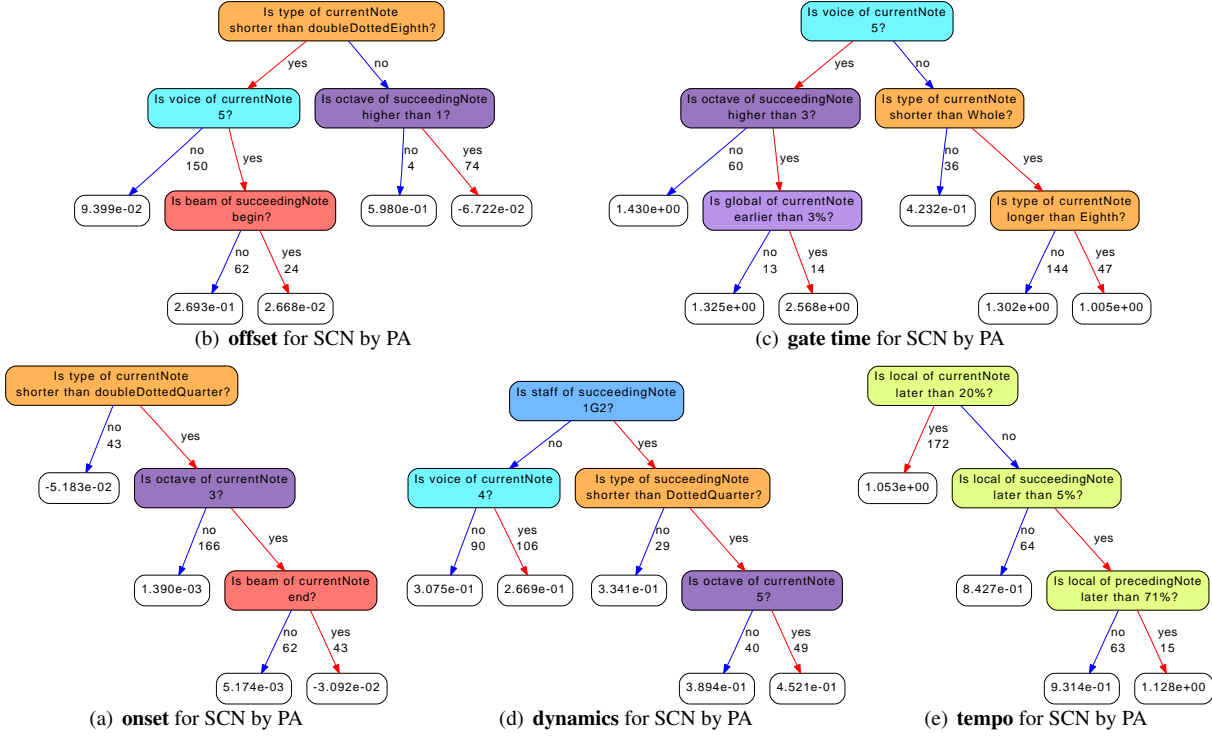 Is type of currentNote
shorter than doubleDottedEighth?
yes
no
Is voice of currentNote
5?
Is octave of succeedingNote
higher than 1?
no
150
yes
no
4
yes
74
9.399e-02
Is beam of succeedingNote
begin?
5.980e-01
-6.722e-02
no
62
yes
24
2.693e-01
2.668e-02
(b) offset for SCN by PA
Is voice of currentNote
5?
yes
no
Is octave of succeedingNote
higher than 3?
Is type of currentNote
shorter than Whole?
no
60
yes
no
36
yes
1.430e+00
Is global of currentNote
earlier than 3%?
4.232e-01
Is type of currentNote
longer than Eighth?
no
13
yes
14
no
144
yes
47
1.325e+00
2.568e+00
1.302e+00
1.005e+00
(c) gate time for SCN by PA
Is type of currentNote
shorter than doubleDottedQuarter?
no
43
yes
-5.183e-02
Is octave of currentNote
3?
no
166
yes
1.390e-03
Is beam of currentNote
end?
no
62
yes
43
5.174e-03
-3.092e-02
(a) onset for SCN by PA
Is staff of succeedingNote
1G2?
no
yes
Is voice of currentNote
4?
Is type of succeedingNote
shorter than DottedQuarter?
no
90
yes
106
no
29
yes
3.075e-01
2.669e-01
3.341e-01
Is octave of currentNote
5?
no
40
yes
49
3.894e-01
4.521e-01
(d) dynamics for SCN by PA
Is local of currentNote
later than 20%?
yes
172
no
1.053e+00
Is local of succeedingNote
later than 5%?
no
64
yes
8.427e-01
Is local of precedingNote
later than 71%?
no
63
yes
15
9.314e-01
1.128e+00
(e) tempo for SCN by PA